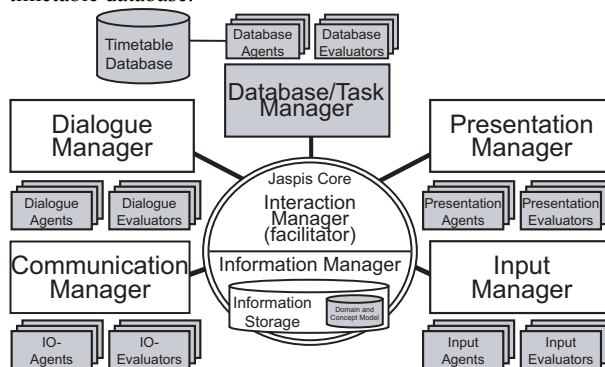 timetable database.
Timetable
Database
Database
Agents
Database
Evaluators
Database/Task
Manager
Dialogue
Manager
Presentation
Manager
Dialogue
Agents
Dialogue
Evaluators
Jaspis Core
Interaction
Manager
(facilitator)
Presentation
Agents
Presentation
Evaluators
Communication
Manager
Information Manager
Information
Storage
Domain and
Concept Model
Input
Manager
IO-
Agents
IO-
Evaluators
Input
Agents
Input
Evaluators